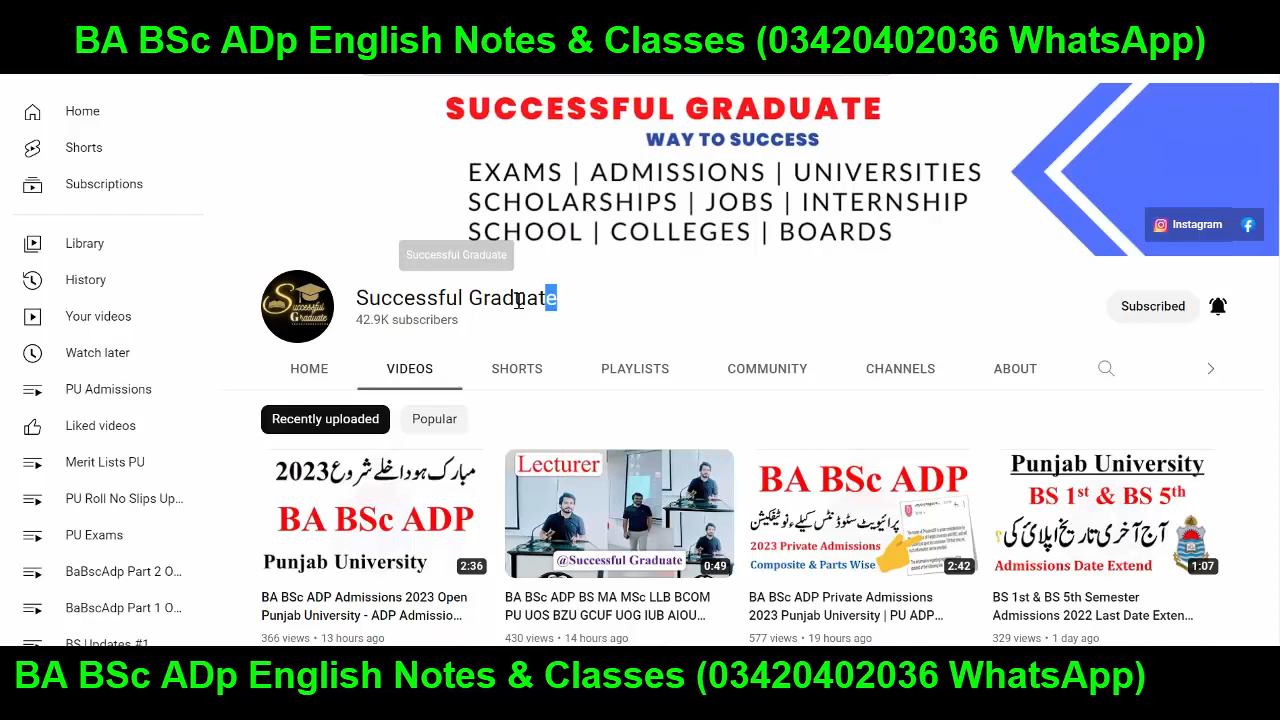 BA BSc ADp English Notes & Classes (03420402036 WhatsApp)
Home
Shorts
Subscriptions
Library
History
Your videos
Watch later
PU Admissions
Liked videos
Merit Lists PU
PU Roll No Slips Up...
PU Exams
BaBscAdp Part 2 O...
BaBscAdp Part 1 O...
BS Updates #1
SUCCESSFUL GRADUATE
WAY TO SUCCESS
EXAMS | ADMISSIONS | UNIVERSITIES
SCHOLARSHIPS | JOBS | INTERNSHIP
SCHOOL | COLLEGES | BOARDS
Instagram
Successful Graduate
Successful Graduate
Successful Graduate
42.9K subscribers
Subscribed
HOME VIDEOS SHORTS PLAYLISTS COMMUNITY CHANNELS ABOUT
Recently uploaded Popular
مبارک ہو داخلے شروع 2023
BA BSc ADP
Punjab University
2:36
BA BSc ADP Admissions 2023 Open
Punjab University - ADP Admissio...
366 views • 13 hours ago
Lecturer
@Successful Graduate
0:49
BA BSC ADP BS MA MSc LLB BCOM
PU UOS BZU GCUF UOG IUB AIOU...
430 views • 14 hours ago
BA BSc ADP
پرائیویٹ سٹوڈنٹس کیلئے نوٹیفکیشن
2023 Private Admissions
Composite & Parts Wise
2:42
BA BSc ADP Private Admissions
2023 Punjab University | PU ADP...
577 views • 19 hours ago
Punjab University
BS 1st & BS 5th
آج آخری تاریخ اپلائی کی؟
Admissions Date Extend
1:07
BS 1st & BS 5th Semester
Admissions 2022 Last Date Exten...
329 views • 1 day ago
BA BSc ADp English Notes & Classes (03420402036 WhatsApp)